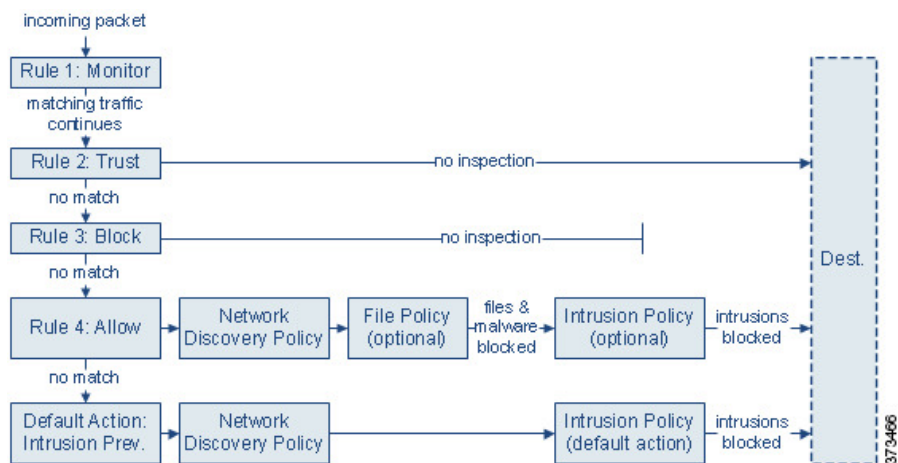 incoming packet
Rule 1: Monitor
matching traffic
continues
Rule 2: Trust
no inspection
no match
Rule 3: Block
no inspection
no match
Rule 4: Allow
Network
Discovery Policy
File Policy
(optional)
files &
malware
blocked
Intrusion Policy
(optional)
intrusions
blocked
no match
Default Action:
Intrusion Prev.
Network
Discovery Policy
Intrusion Policy
(default action)
intrusions
blocked
Dest.
373466